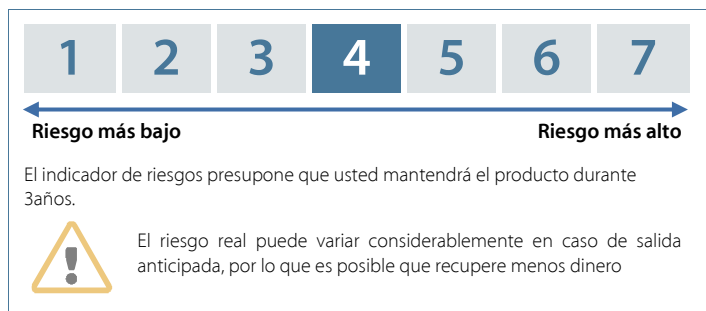 1 2 3 4 5 6 7
Riesgo más bajo Riesgo más alto
El indicador de riesgos presupone que usted mantendrá el producto durante
3años.
El riesgo real puede variar considerablemente en caso de salida
anticipada, por lo que es posible que recupere menos dinero